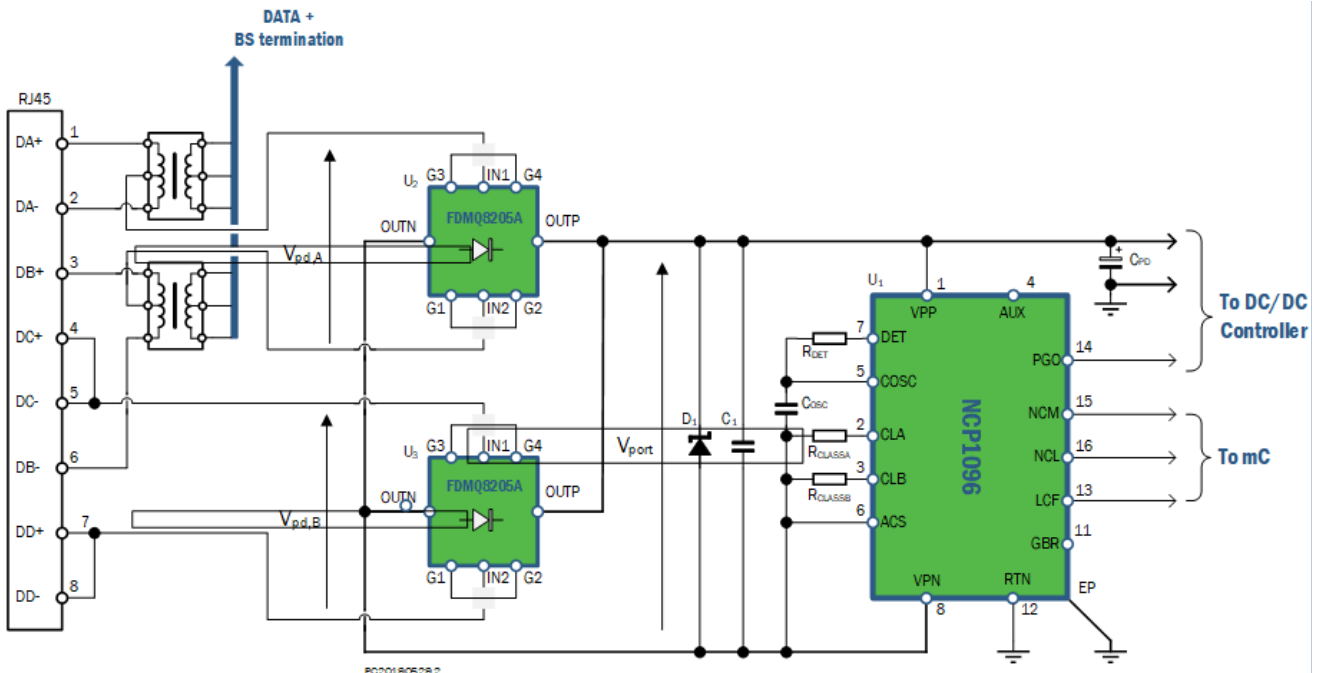 DATA +
BS termination
RJ45
DA+ 1
DA- 2
DB+ 3
DC+ 4
DC- 5
DB- 6
DD+ 7
DD- 8
U2
G3 IN1 G4
OUTN FDMQ8205A OUTP
Vpd,A
G1 IN2 G2
U3
G3 IN1 G4
OUTN FDMQ8205A OUTP
Vpd,B
G1 IN2 G2
Vport
D1
C1
RDET
COSC
RCLASSA
RCLASSB
U1
1
VPP
4
AUX
7 DET
5 COSC
2 CLA
3 CLB
6 ACS
NCP1096
PGO 14
NCM 15
NCL 16
LCF 13
GBR 11
VPN
8
RTN
12
EP
+
CPD
To DC/DC
Controller
To mC
PC20180528.2